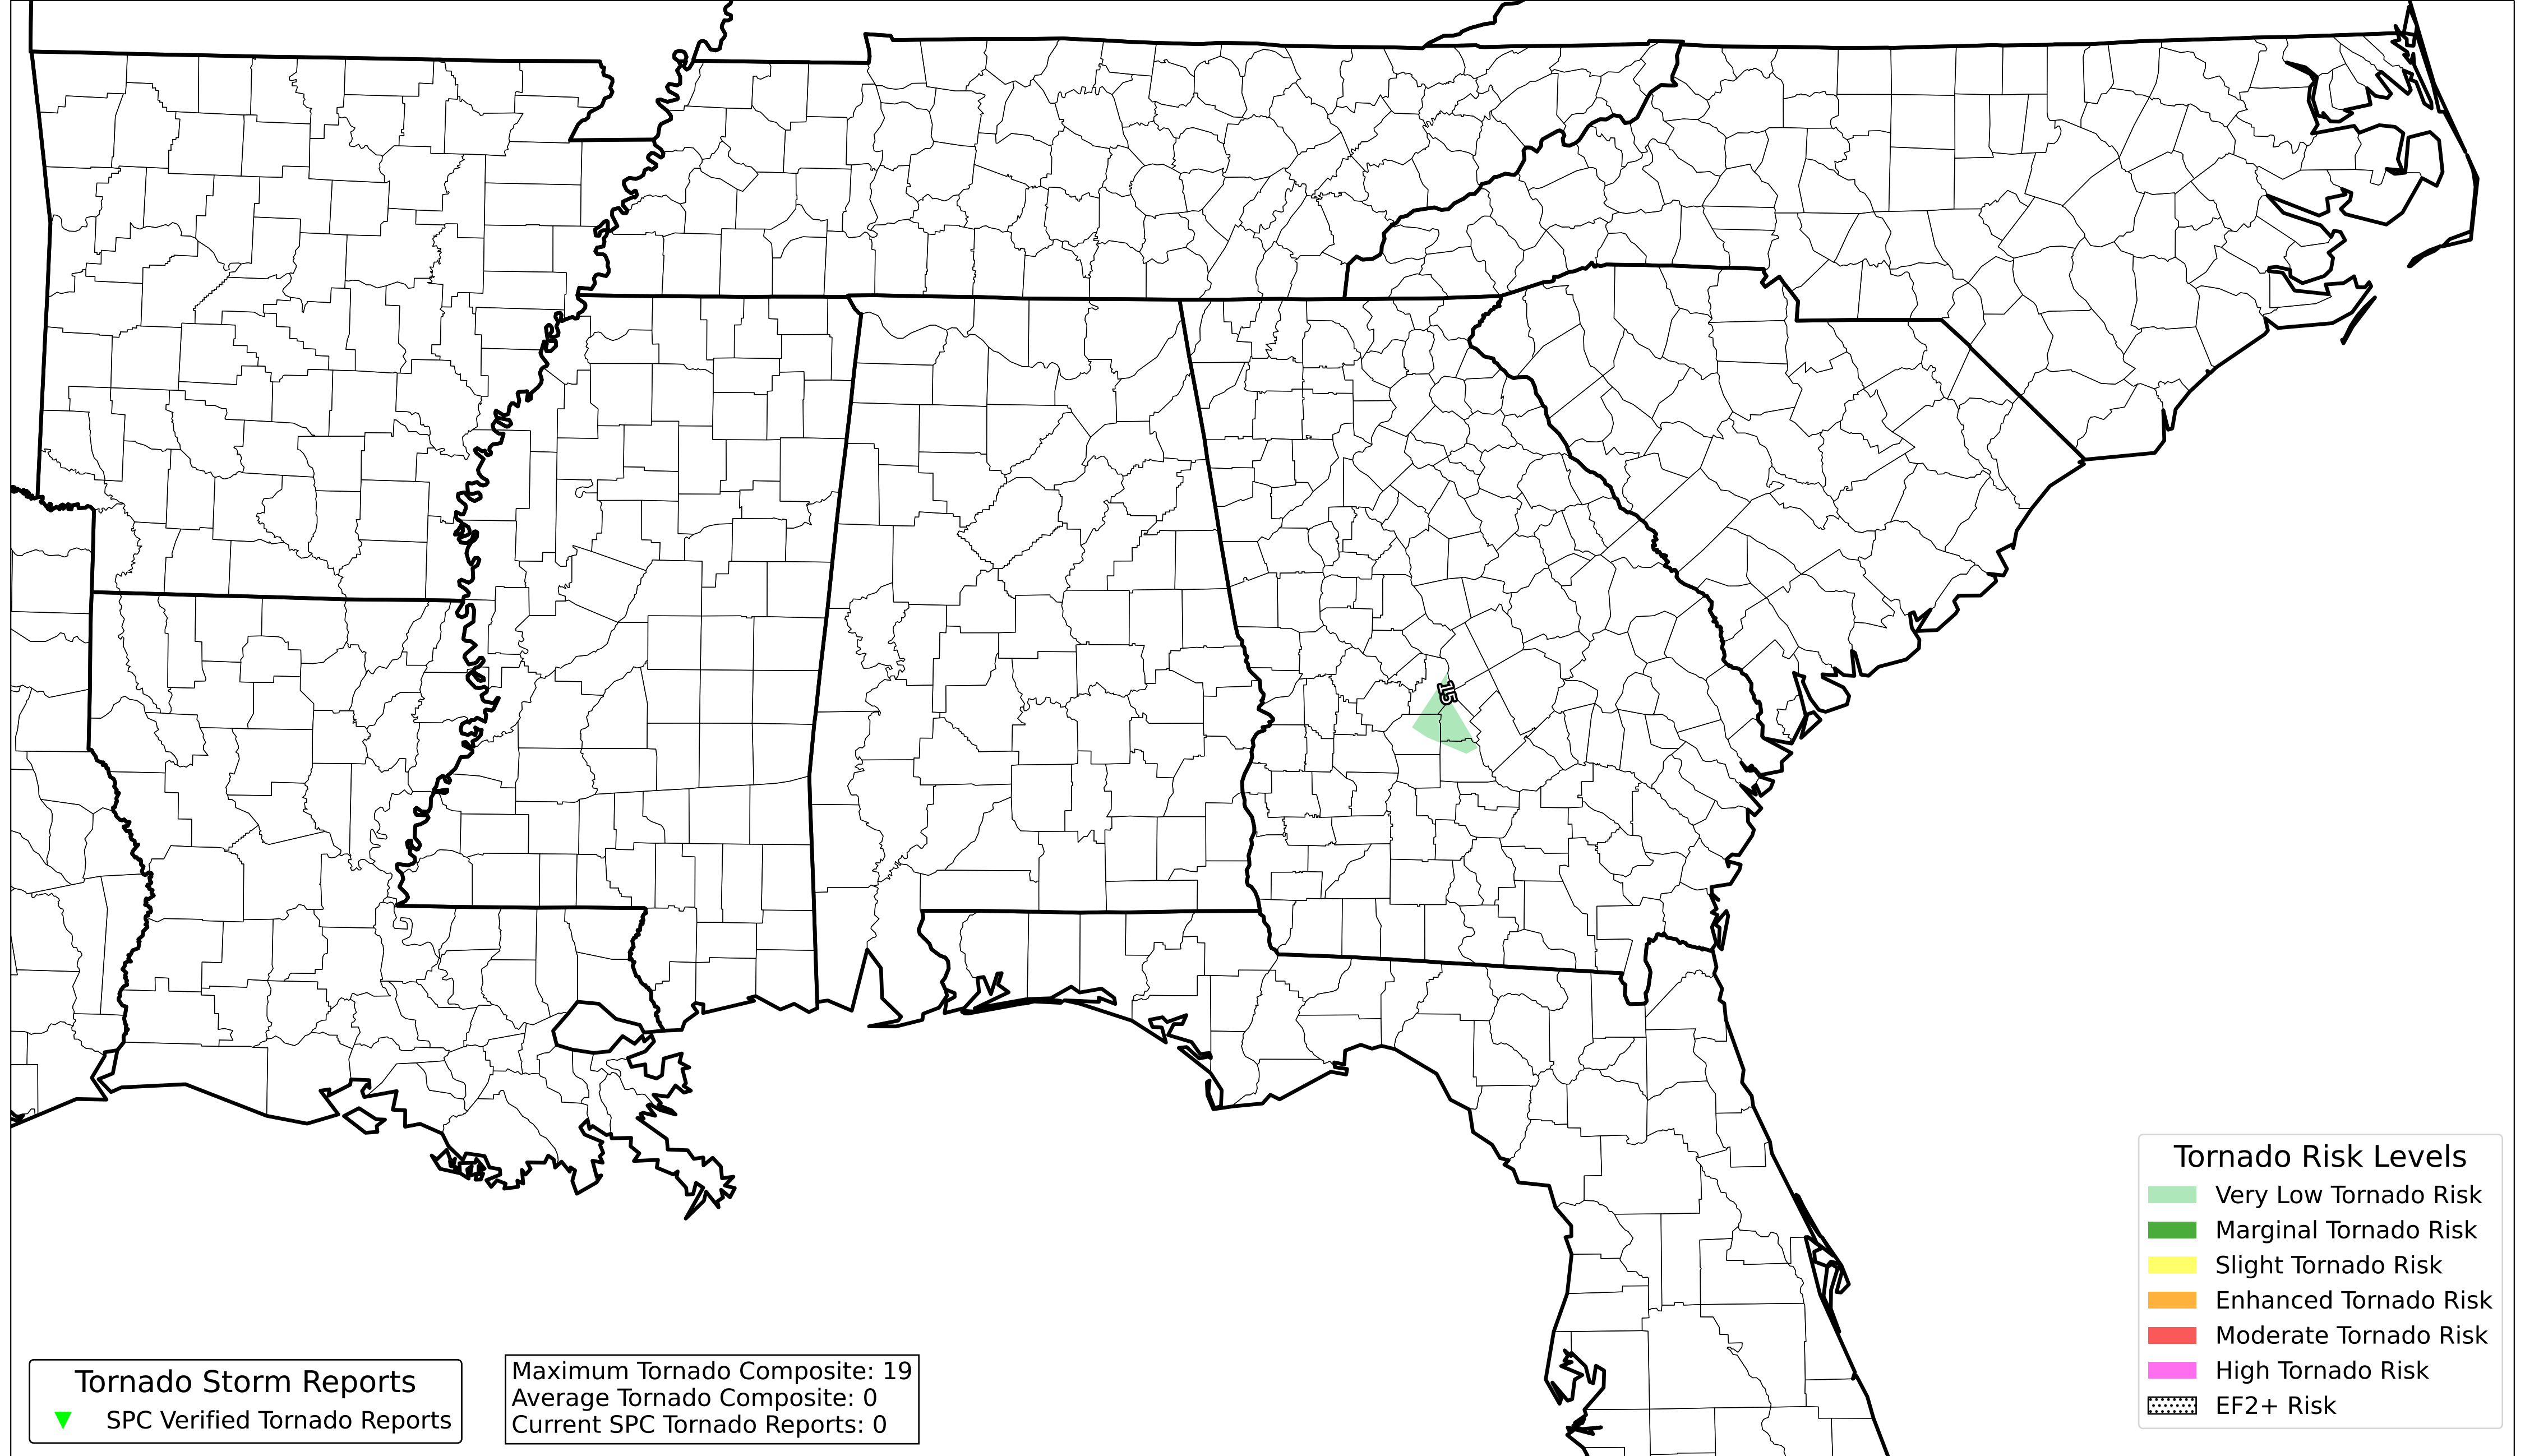 15
Tornado Storm Reports
SPC Verified Tornado Reports
Maximum Tornado Composite: 19
Average Tornado Composite: 0
Current SPC Tornado Reports: 0
Tornado Risk Levels
Very Low Tornado Risk
Marginal Tornado Risk
Slight Tornado Risk
Enhanced Tornado Risk
Moderate Tornado Risk
High Tornado Risk
EF2+ Risk